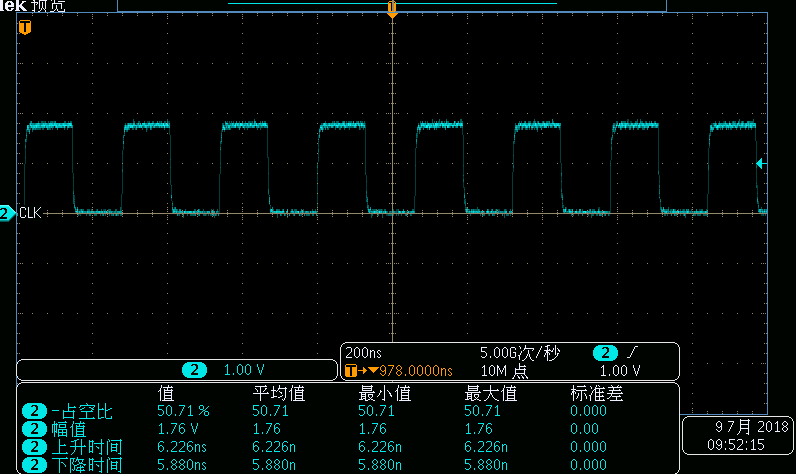 lek 预览
T
T
2 CLK
200ns 5.00G次/秒 2
2 1.00 V
T→▼978.0000ns 10M 点 1.00 V
值 平均值 最小值 最大值 标准差
2 -占空比 50.71 % 50.71 50.71 50.71 0.000
2 幅值 1.76 V 1.76 1.76 1.76 0.00
2 上升时间 6.226ns 6.226n 6.226n 6.226n 0.000
2 下降时间 5.880ns 5.880n 5.880n 5.880n 0.000
9 7月 2018
09:52:15